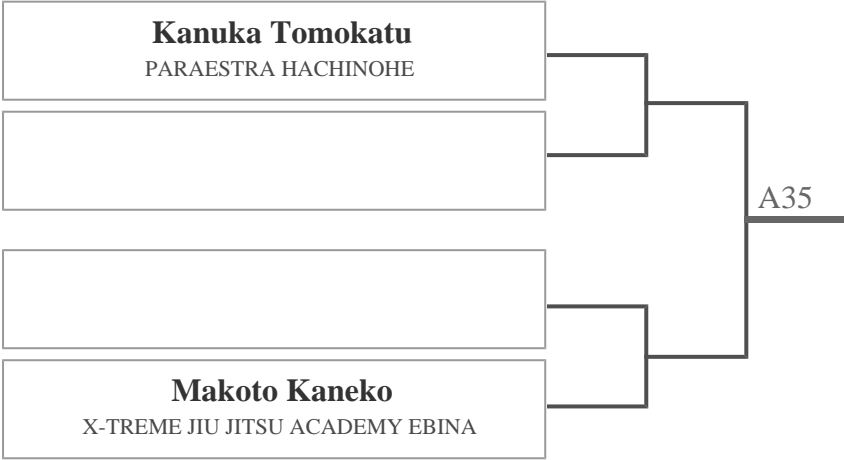 Kanuka Tomokatu
PARAESTRA HACHINOHE
A35
Makoto Kaneko
X-TREME JIU JITSU ACADEMY EBINA